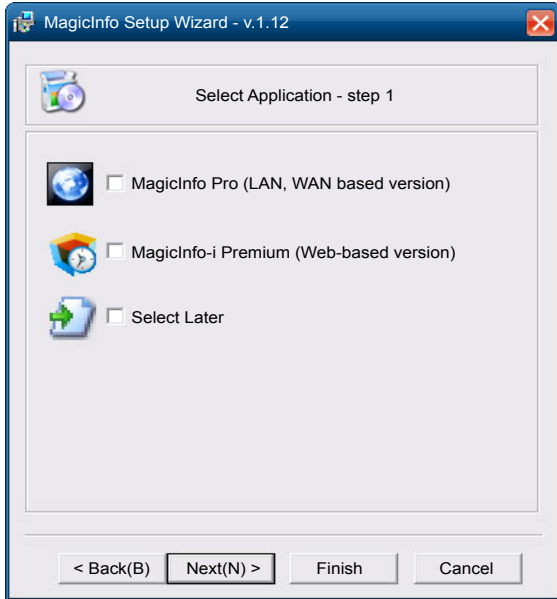 MagicInfo Setup Wizard - v.1.12
Select Application - step 1
MagicInfo Pro (LAN, WAN based version)
MagicInfo-i Premium (Web-based version)
Select Later
< Back(B) Next(N) > Finish Cancel